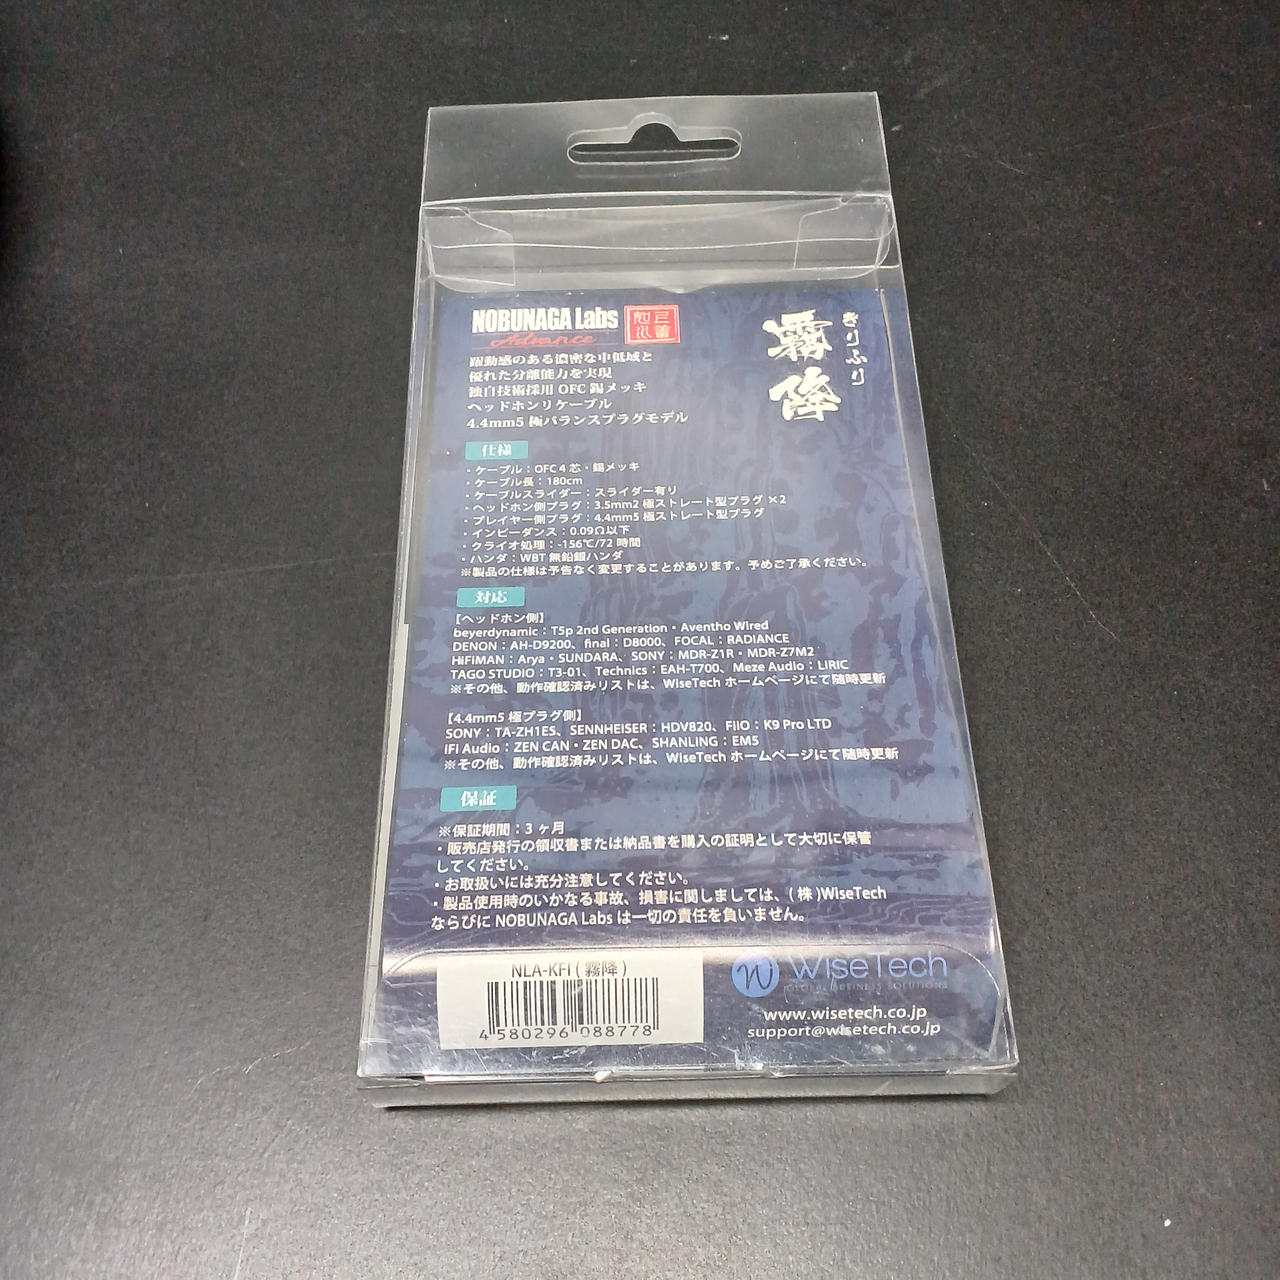 NOBUNAGA Labs
Advance
霧降
きりふり
躍動感のある濃密な中低域と
優れた分離能力を実現
独自技術採用 OFC 錫メッキ
ヘッドホンリケーブル
4.4mm5 極バランスプラグモデル
仕様
・ケーブル：OFC 4 芯・錫メッキ
・ケーブル長：180cm
・ケーブルスライダー：スライダー有り
・ヘッドホン側プラグ：3.5mm2 極ストレート型プラグ ×2
・プレイヤー側プラグ：4.4mm5 極ストレート型プラグ
・インピーダンス：0.09Ω以下
・クライオ処理：-156℃/72 時間
・ハンダ：WBT 無鉛銀ハンダ
※製品の仕様は予告なく変更することがあります。予めご了承ください。
対応
【ヘッドホン側】
beyerdynamic：T5p 2nd Generation・Aventho Wired
DENON：AH-D9200、final：D8000、FOCAL：RADIANCE
HiFiMAN：Arya・SUNDARA、SONY：MDR-Z1R・MDR-Z7M2
TAGO STUDIO：T3-01、Technics：EAH-T700、Meze Audio：LIRIC
※その他、動作確認済みリストは、WiseTech ホームページにて随時更新
【4.4mm5 極プラグ側】
SONY：TA-ZH1ES、SENNHEISER：HDV820、FiiO：K9 Pro LTD
iFi Audio：ZEN CAN・ZEN DAC、SHANLING：EM5
※その他、動作確認済みリストは、WiseTech ホームページにて随時更新
保証
※保証期間：3 ヶ月
・販売店発行の領収書または納品書を購入の証明として大切に保管
してください。
・お取扱いには充分注意してください。
・製品使用時のいかなる事故、損害に関しましては、( 株 )WiseTech
ならびに NOBUNAGA Labs は一切の責任を負いません。
NLA-KFI ( 霧降 )
4 580296 088778
WiseTech
GLOBAL BUSINESS SOLUTIONS
www.wisetech.co.jp
support@wisetech.co.jp